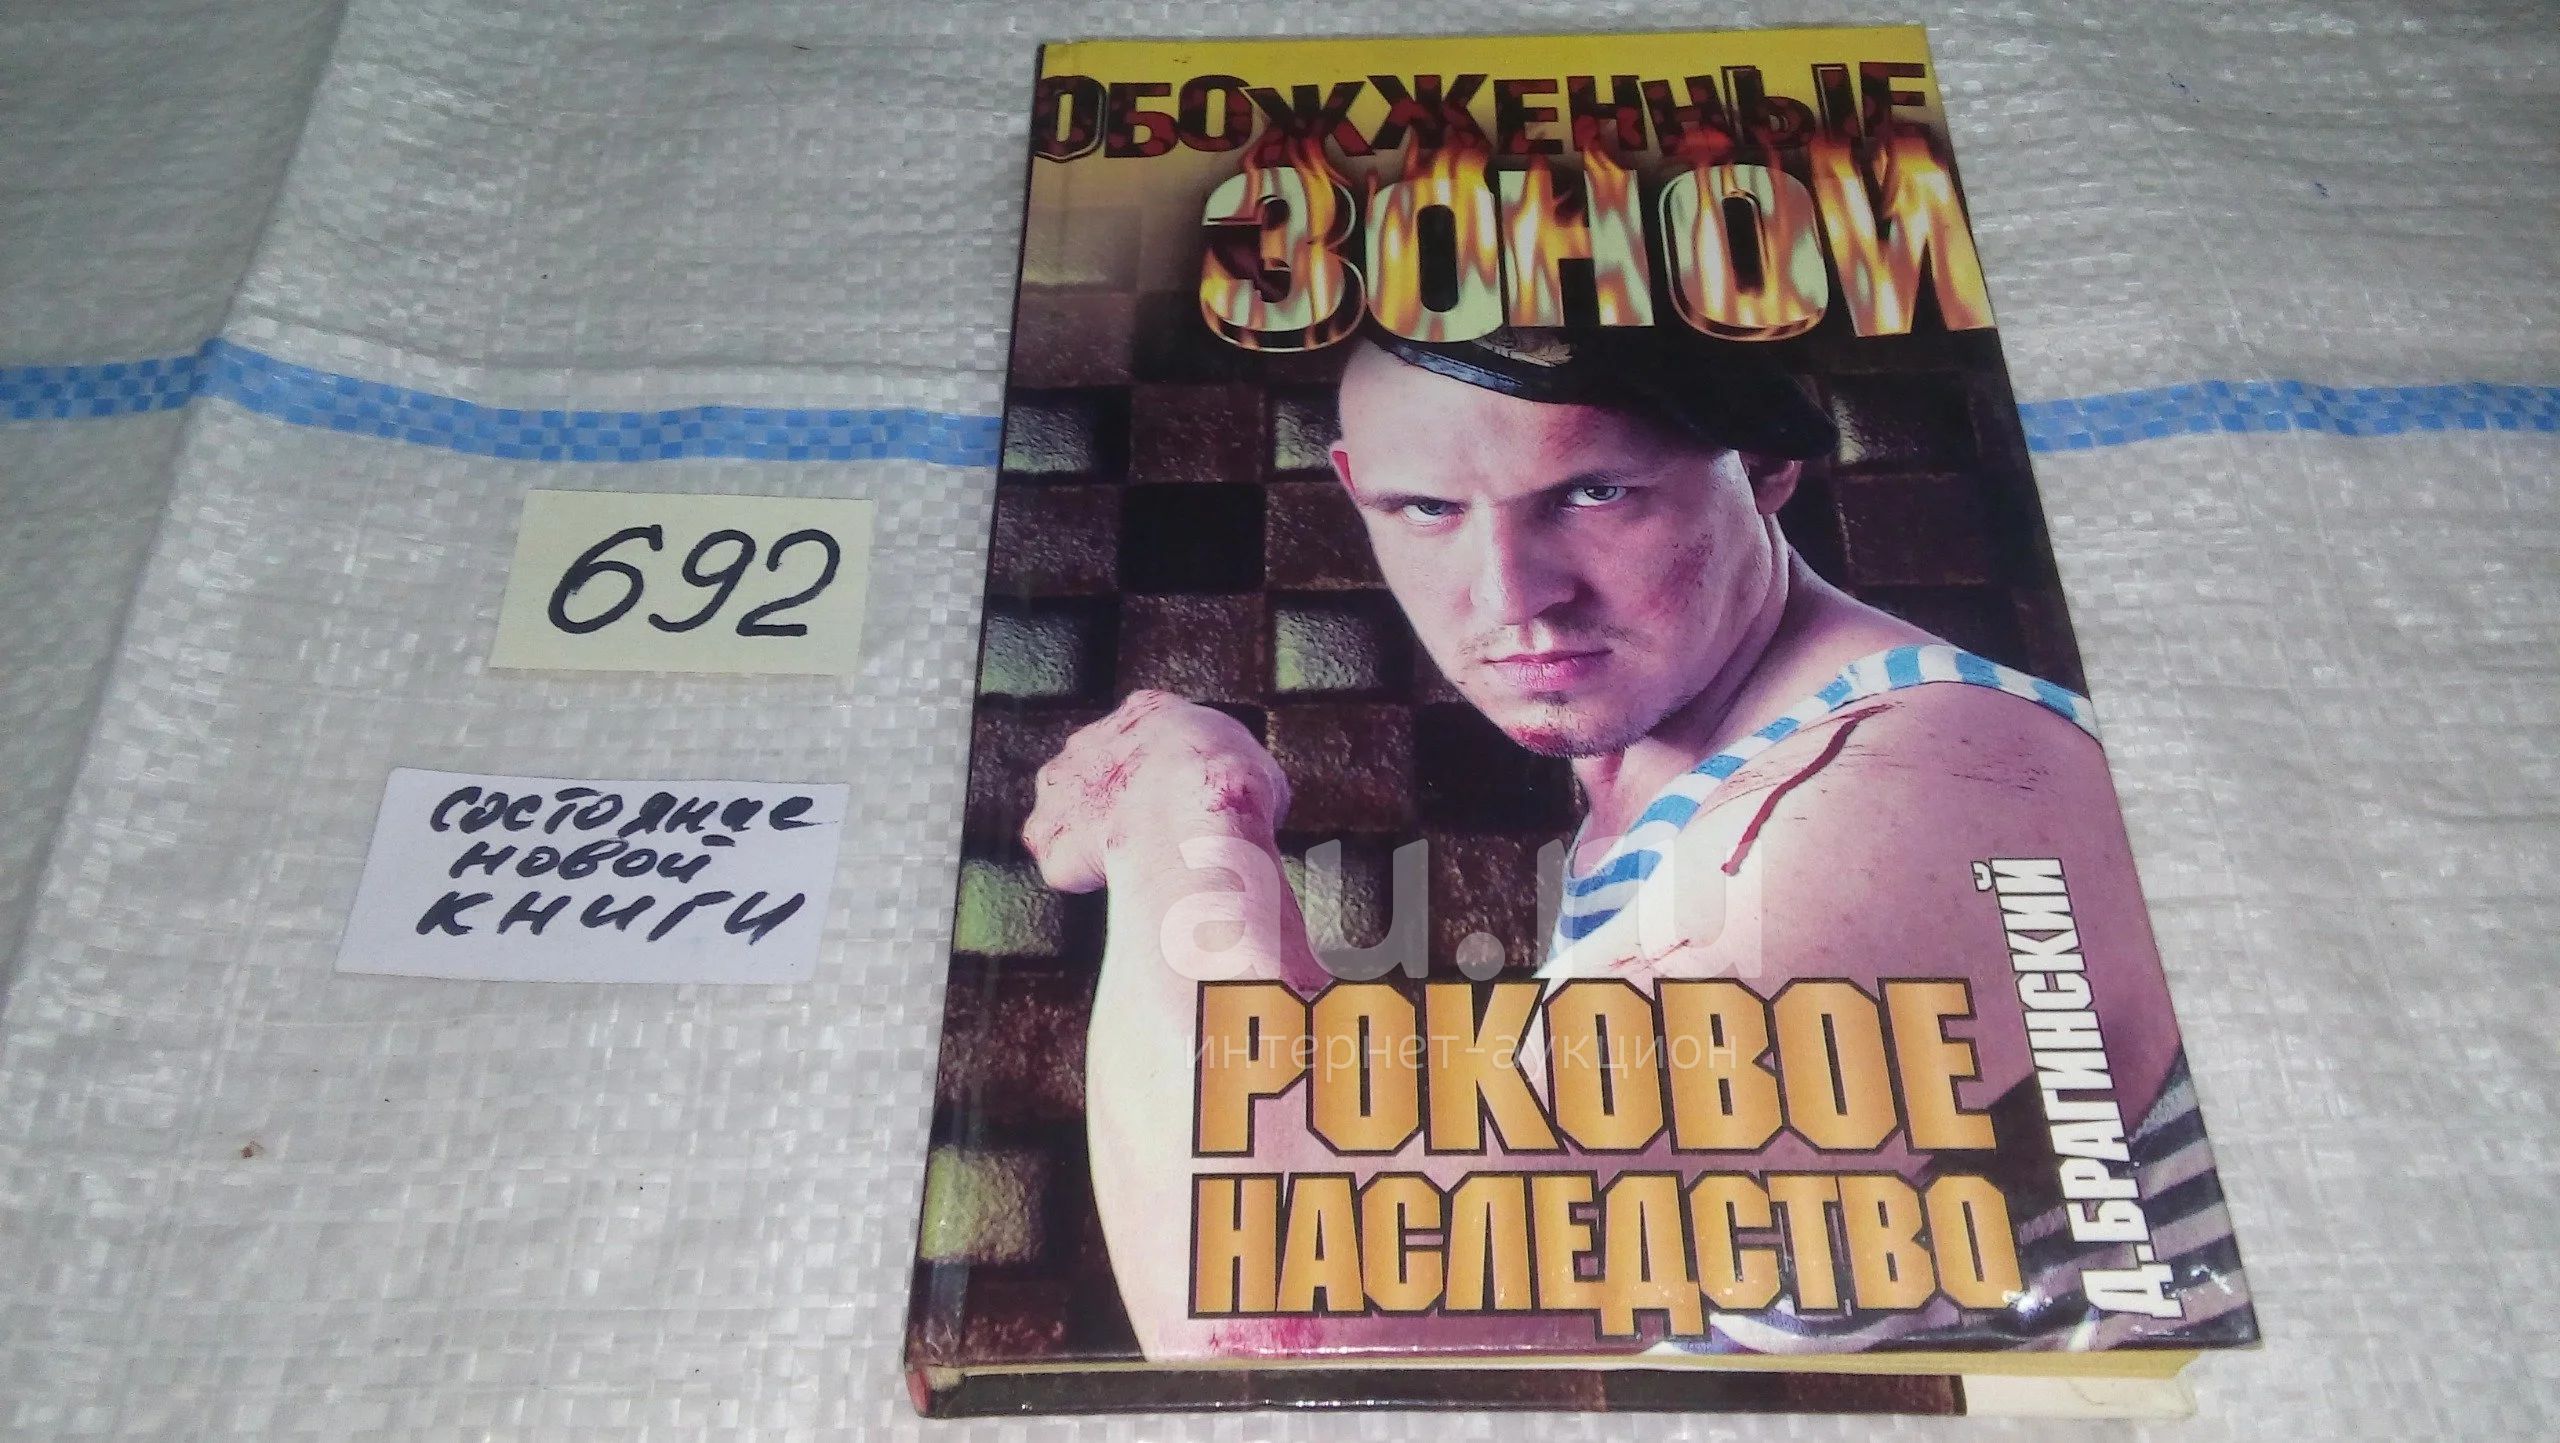 ОБОЖЖЕННЫЕ
ЗОНОЙ
692
состояние
новой
книги
au.ru
интернет-аукцион
РОКОВОЕ
НАСЛЕДСТВО
Д.БРАГИНСКИЙ